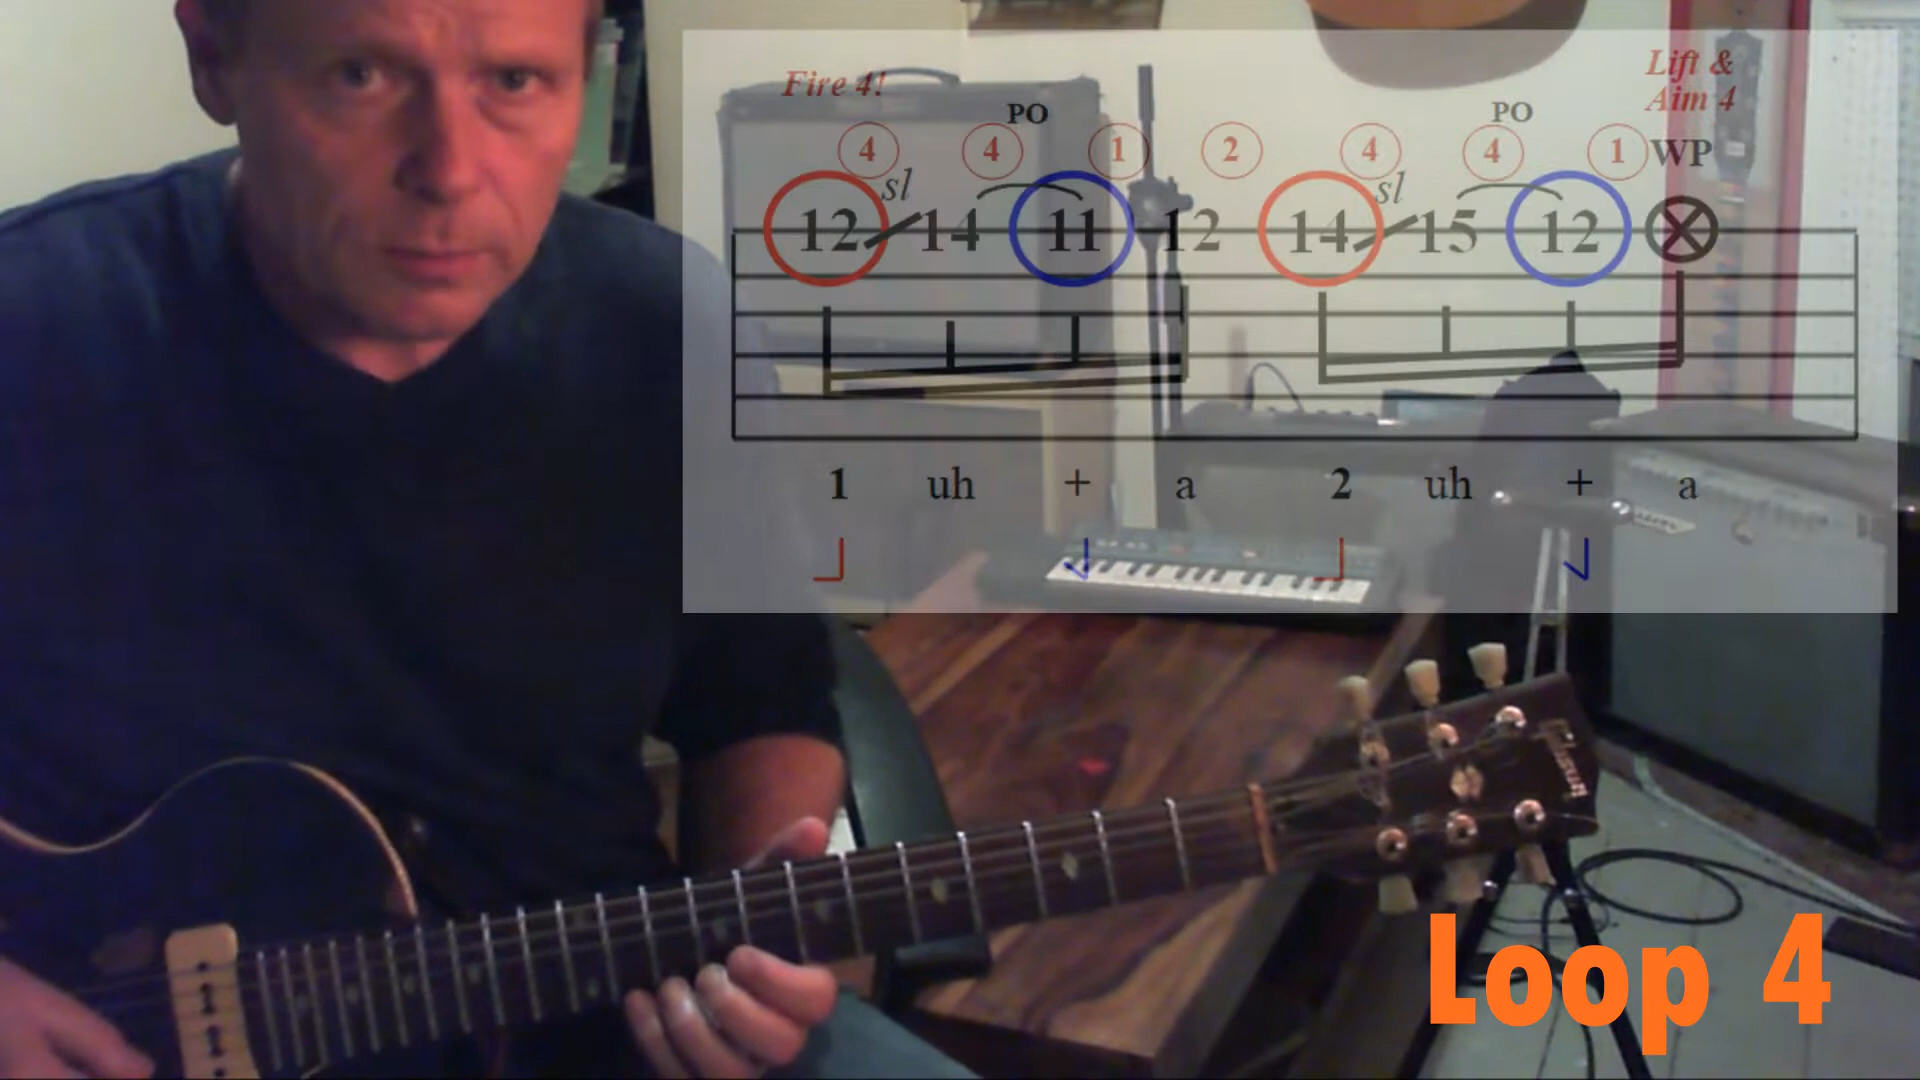 Fire 4!
Lift &
Aim 4
PO PO
4 4 1 2 4 4 1 WP
sl sl
12 14 11 12 14 15 12
1 uh + a 2 uh + a
Gibson
Loop 4